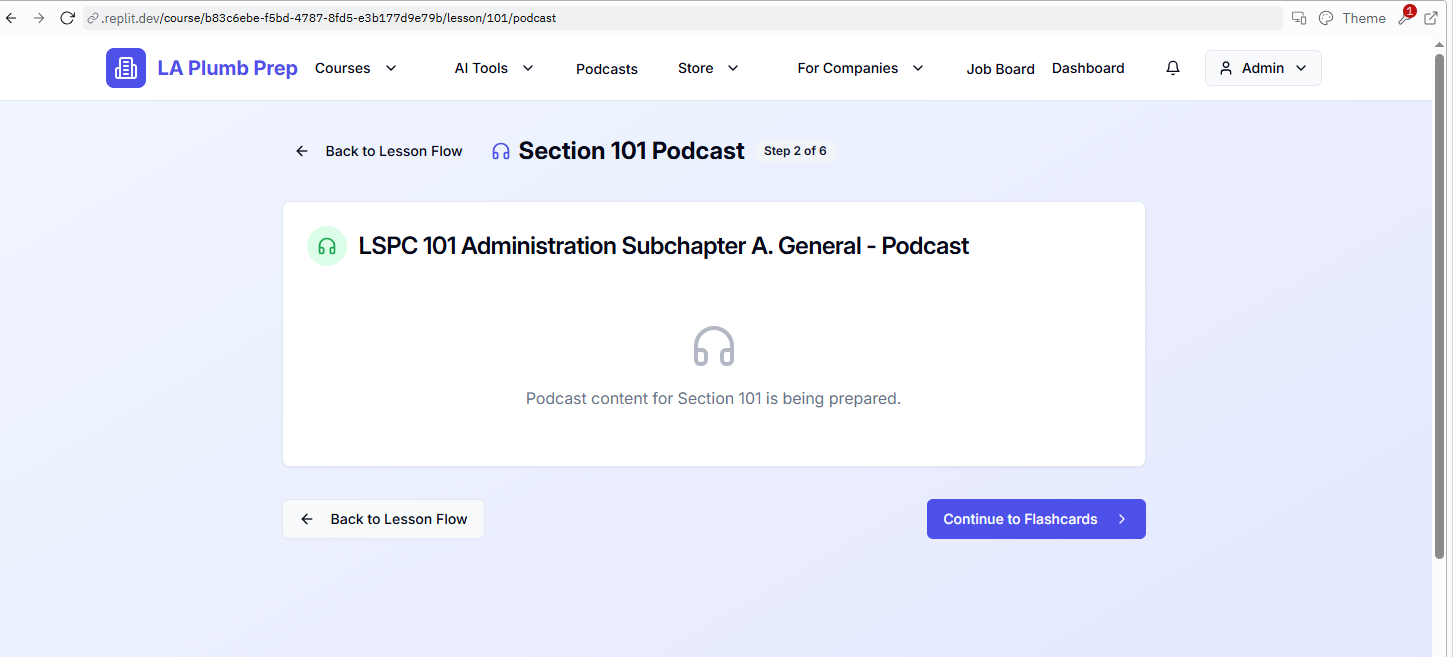 .replit.dev/course/b83c6ebe-f5bd-4787-8fd5-e3b177d9e79b/lesson/101/podcast
Theme
1
LA Plumb Prep
Courses
AI Tools
Podcasts
Store
For Companies
Job Board
Dashboard
Admin
Back to Lesson Flow
Section 101 Podcast
Step 2 of 6
LSPC 101 Administration Subchapter A. General - Podcast
Podcast content for Section 101 is being prepared.
Back to Lesson Flow
Continue to Flashcards